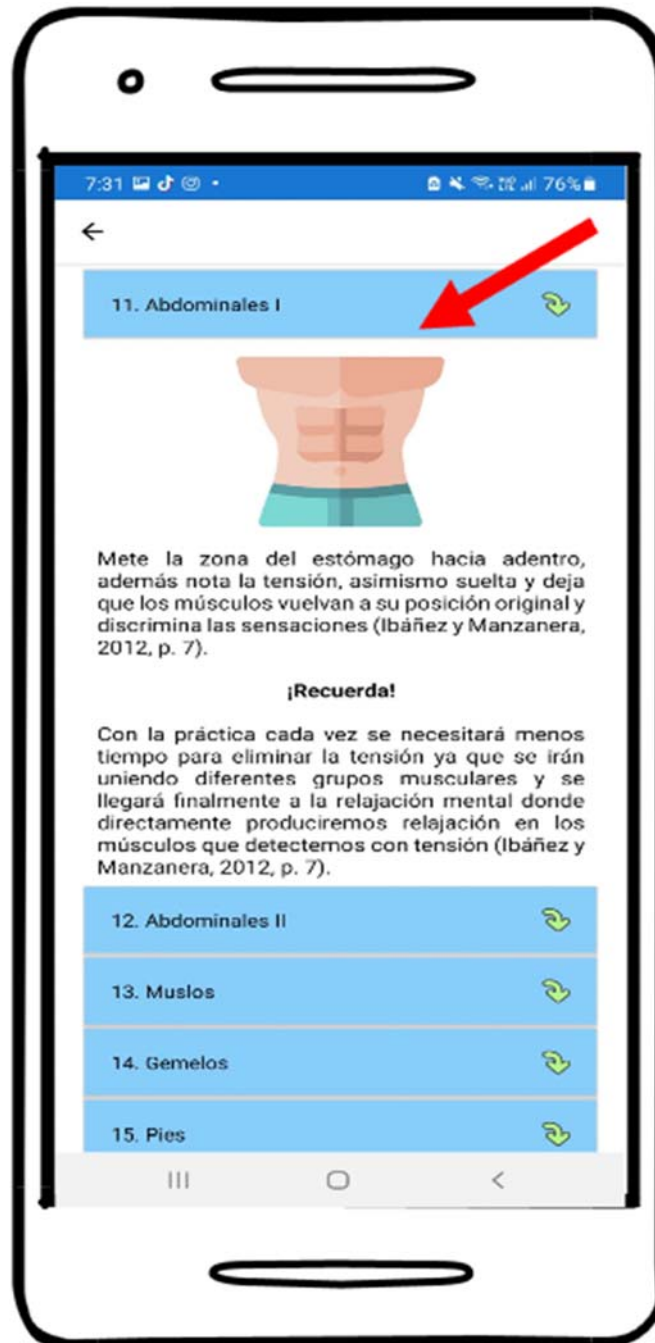 7:31
76%
11. Abdominales I
Mete la zona del estómago hacia adentro,
además nota la tensión, asimismo suelta y deja
que los músculos vuelvan a su posición original y
discrimina las sensaciones (Ibáñez y Manzanera,
2012, p. 7).
¡Recuerda!
Con la práctica cada vez se necesitará menos
tiempo para eliminar la tensión ya que se irán
uniendo diferentes grupos musculares y se
llegará finalmente a la relajación mental donde
directamente produciremos relajación en los
músculos que detectemos con tensión (Ibáñez y
Manzanera, 2012, p. 7).
12. Abdominales II
13. Muslos
14. Gemelos
15. Pies